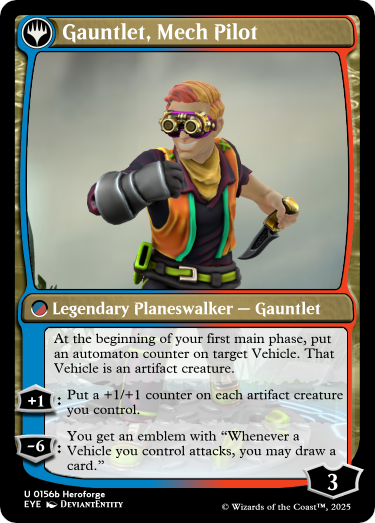 Gauntlet, Mech Pilot
Legendary Planeswalker — Gauntlet
At the beginning of your first main phase, put
an automaton counter on target Vehicle. That
Vehicle is an artifact creature.
+1: Put a +1/+1 counter on each artifact creature
you control.
-6: You get an emblem with “Whenever a
Vehicle you control attacks, you may draw a
card.”
3
U 0156b Heroforge
EYE DeviantEntity
© Wizards of the Coast™, 2025